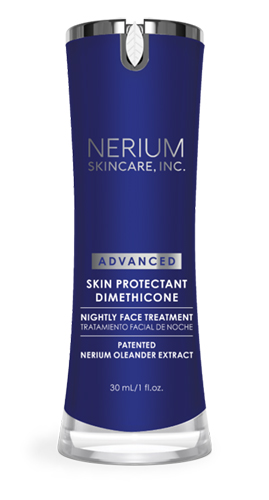 NERIUM
SKINCARE, INC.
ADVANCED
SKIN PROTECTANT
DIMETHICONE
NIGHTLY FACE TREATMENT
TRATAMIENTO FACIAL DE NOCHE
PATENTED
NERIUM OLEANDER EXTRACT
30 mL/1 fl.oz.